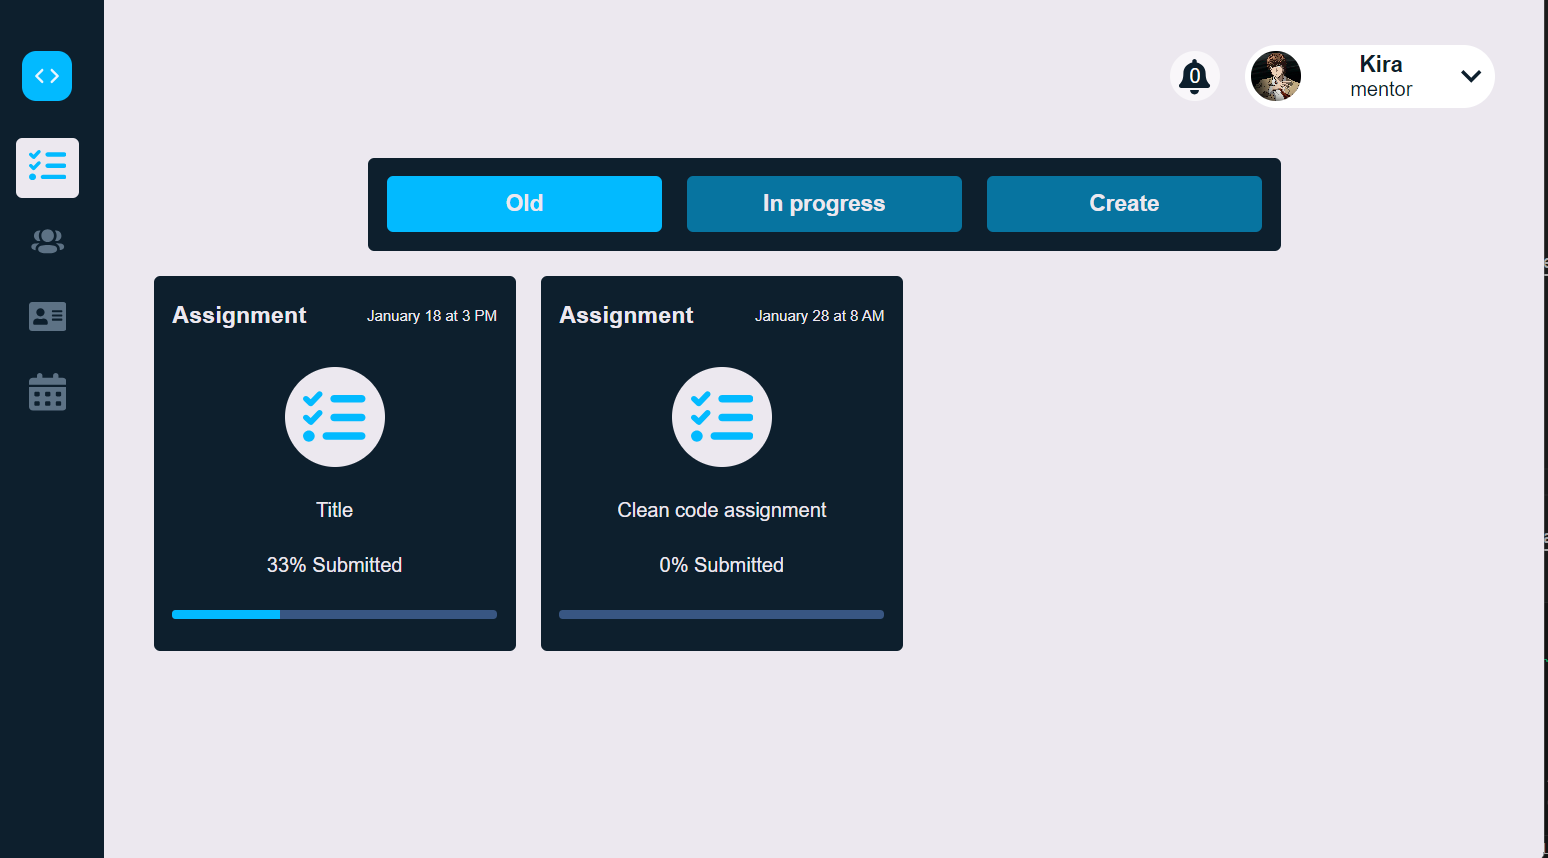 0
Kira
mentor
Old
In progress
Create
Assignment
January 18 at 3 PM
Title
33% Submitted
Assignment
January 28 at 8 AM
Clean code assignment
0% Submitted